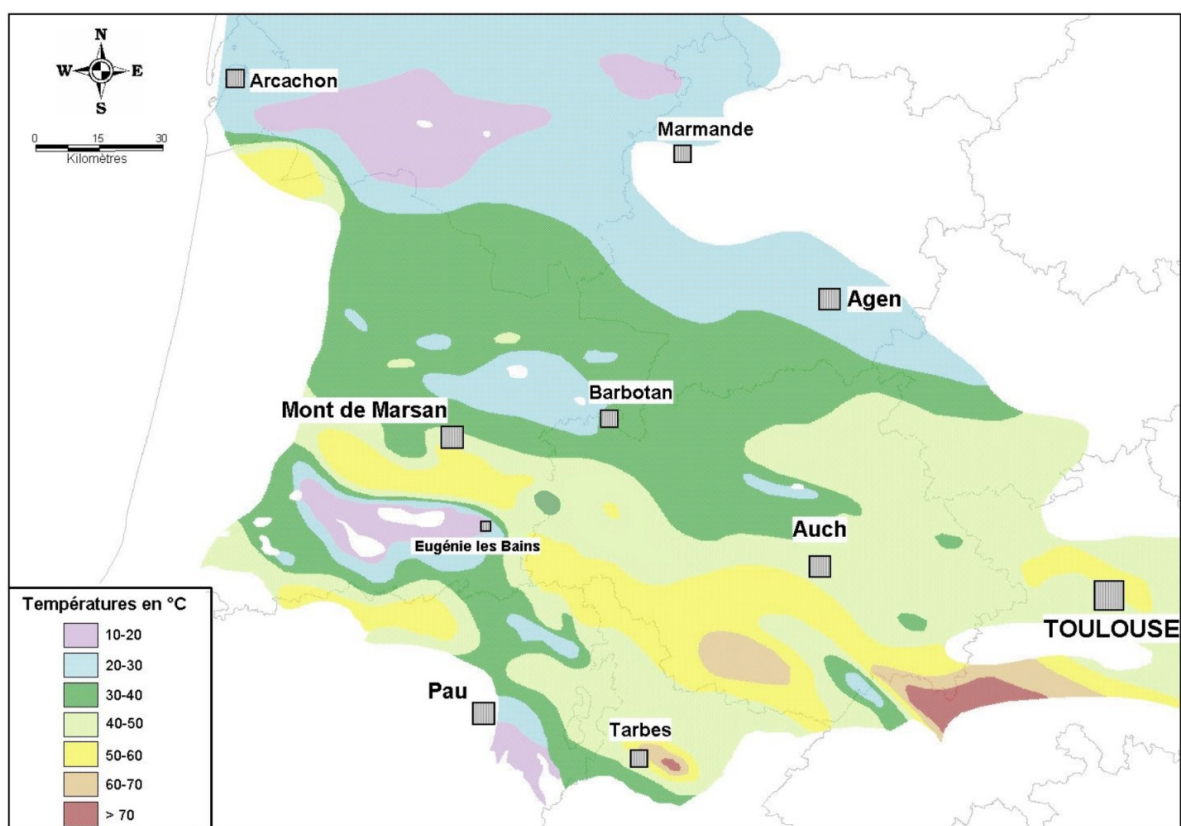 N
W E
S
0 15 30
Kilomètres
Arcachon
Marmande
Agen
Barbotan
Mont de Marsan
Eugénie les Bains
Auch
TOULOUSE
Pau
Tarbes
Températures en °C
10-20
20-30
30-40
40-50
50-60
60-70
> 70